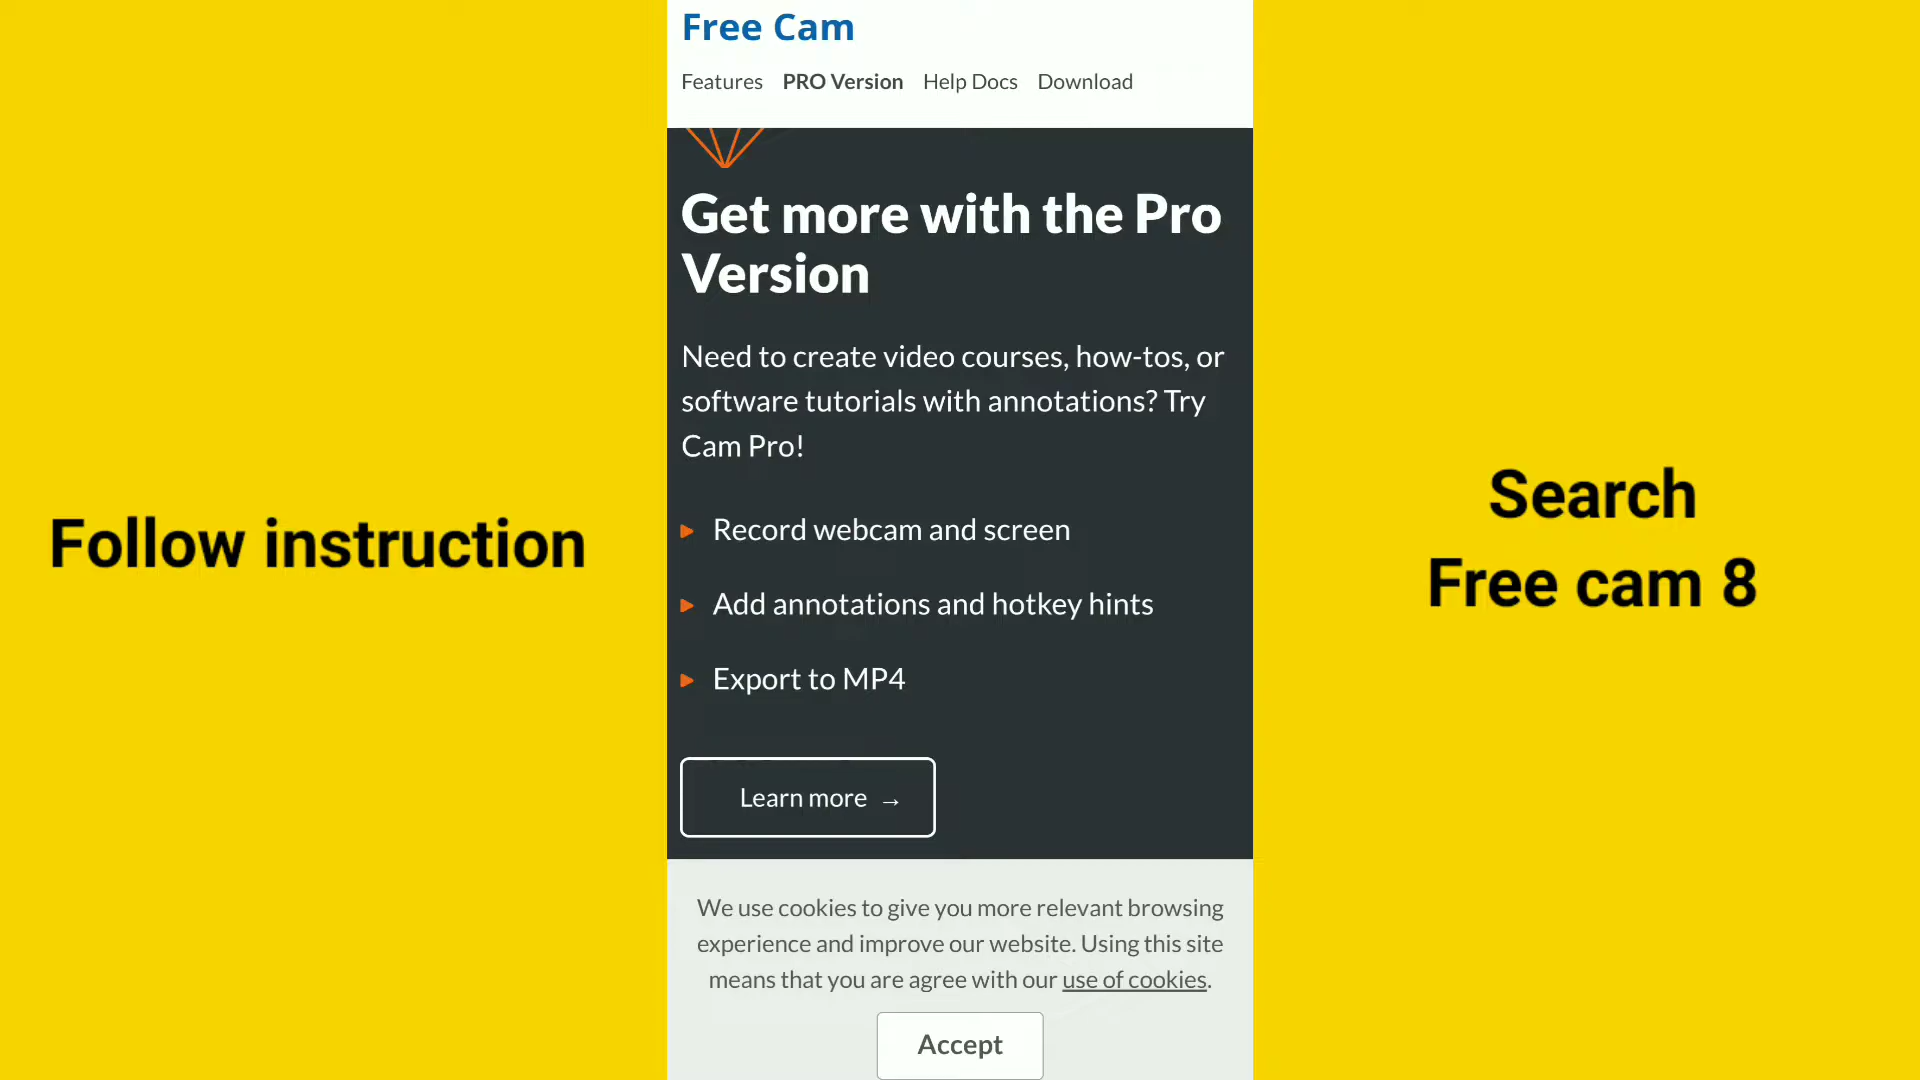 Free Cam
Features PRO Version Help Docs Download
Get more with the Pro
Version
Need to create video courses, how-tos, or
software tutorials with annotations? Try
Cam Pro!
Record webcam and screen
Add annotations and hotkey hints
Export to MP4
Learn more →
We use cookies to give you more relevant browsing
experience and improve our website. Using this site
means that you are agree with our use of cookies.
Accept
Follow instruction
Search
Free cam 8